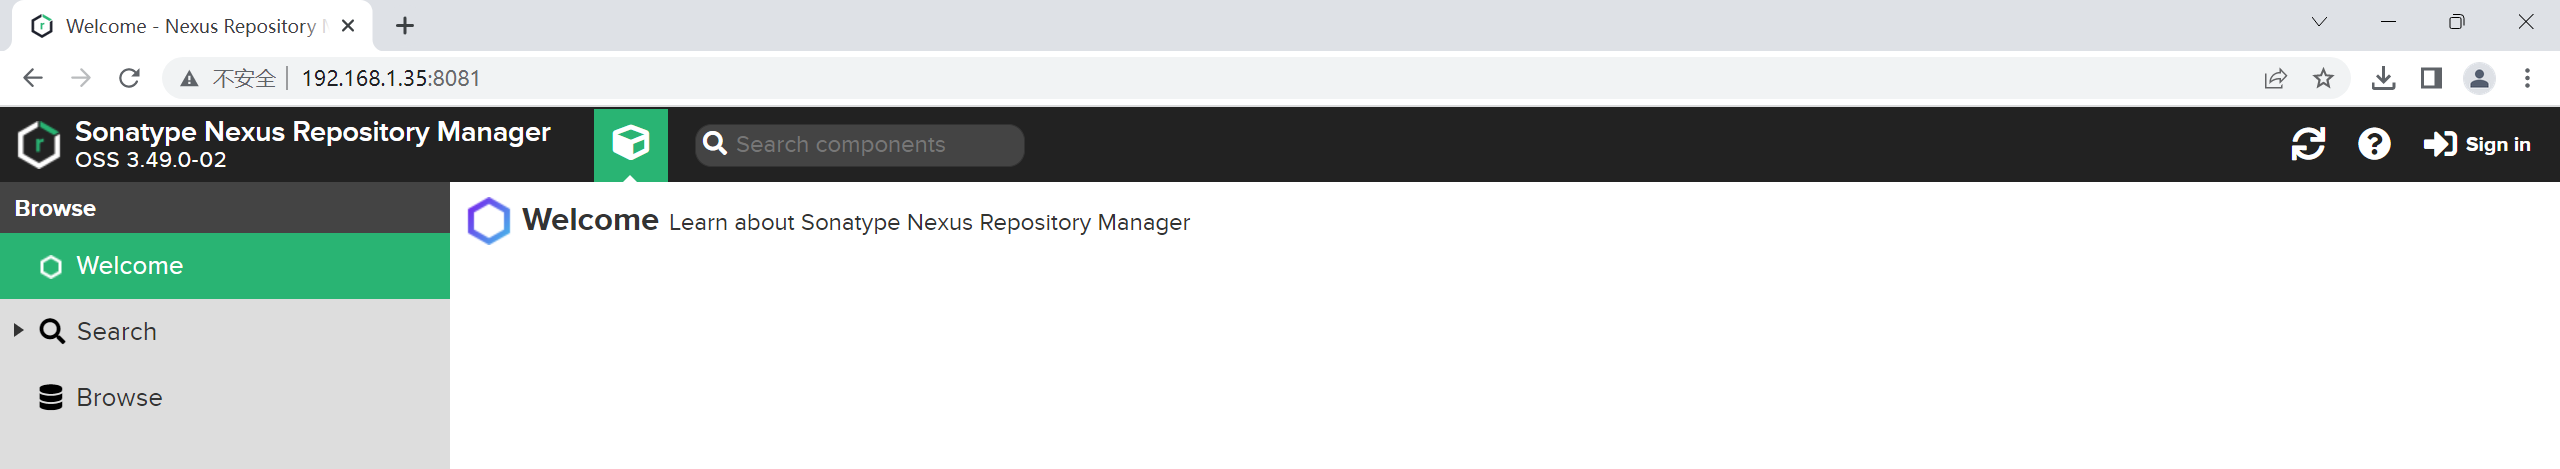 Welcome - Nexus Repository
不安全 192.168.1.35:8081
Sonatype Nexus Repository Manager
OSS 3.49.0-02
Search components
Sign in
Browse
Welcome
Search
Browse
Welcome Learn about Sonatype Nexus Repository Manager